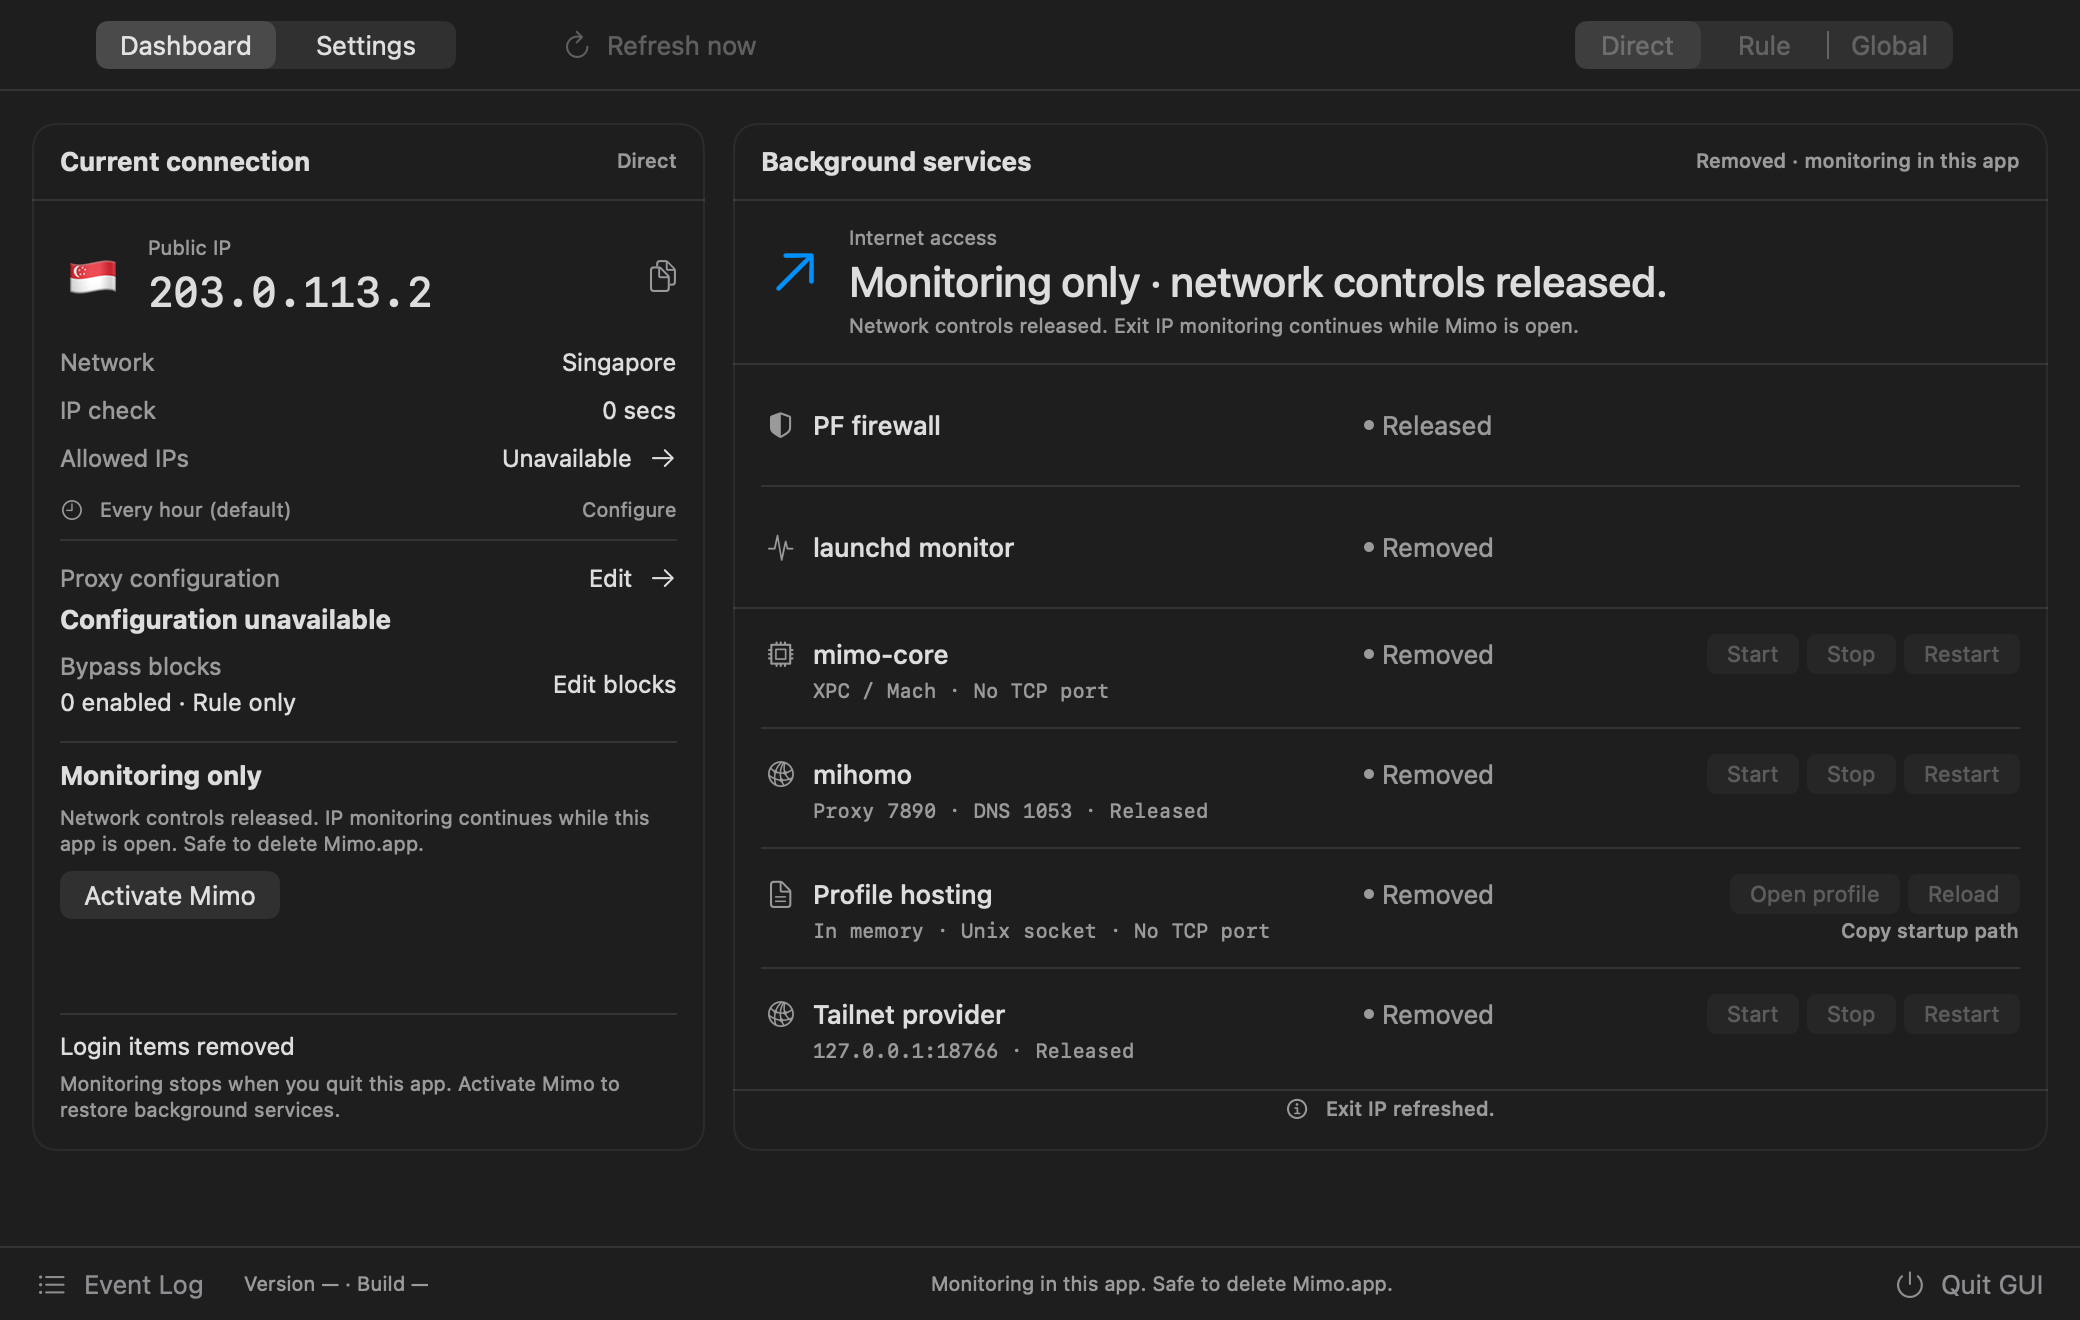 Dashboard
Settings
Refresh now
Direct
Rule
Global
Current connection
Direct
Public IP
203.0.113.2
Network
Singapore
IP check
0 secs
Allowed IPs
Unavailable
Every hour (default)
Configure
Proxy configuration
Edit
Configuration unavailable
Bypass blocks
0 enabled · Rule only
Edit blocks
Monitoring only
Network controls released. IP monitoring continues while this
app is open. Safe to delete Mimo.app.
Activate Mimo
Login items removed
Monitoring stops when you quit this app. Activate Mimo to
restore background services.
Background services
Removed · monitoring in this app
Internet access
Monitoring only · network controls released.
Network controls released. Exit IP monitoring continues while Mimo is open.
PF firewall
Released
launchd monitor
Removed
mimo-core
Removed
Start
Stop
Restart
XPC / Mach · No TCP port
mihomo
Removed
Start
Stop
Restart
Proxy 7890 · DNS 1053 · Released
Profile hosting
Removed
Open profile
Reload
In memory · Unix socket · No TCP port
Copy startup path
Tailnet provider
Removed
Start
Stop
Restart
127.0.0.1:18766 · Released
Exit IP refreshed.
Event Log
Version — · Build —
Monitoring in this app. Safe to delete Mimo.app.
Quit GUI